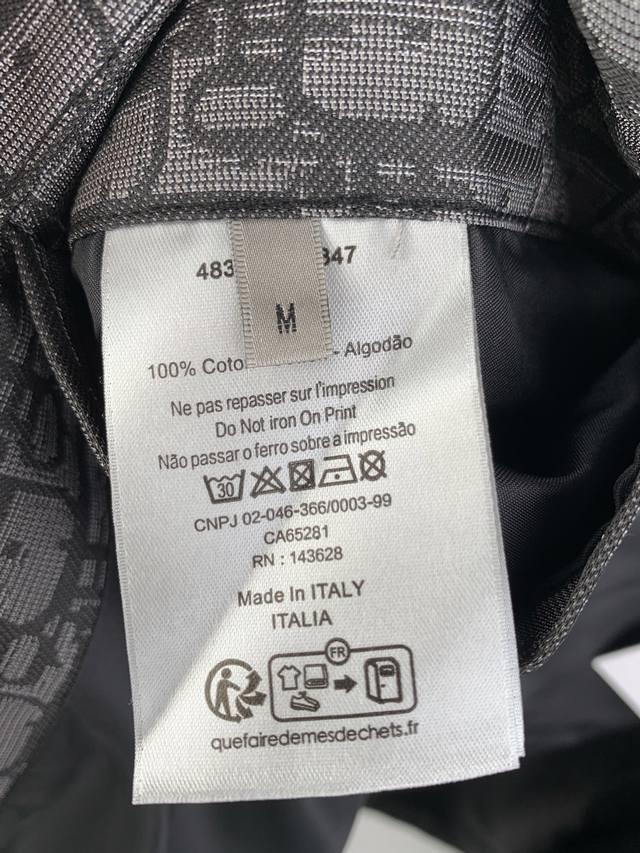 483 347
M
100% Coto - Algodão
Ne pas repasser sur l'impression
Do Not iron On Print
Não passar o ferro sobre a impressão
30
CNPJ 02-046-366/0003-99
CA65281
RN : 143628
Made In ITALY
ITALIA
FR
quefairedemesdechets.fr